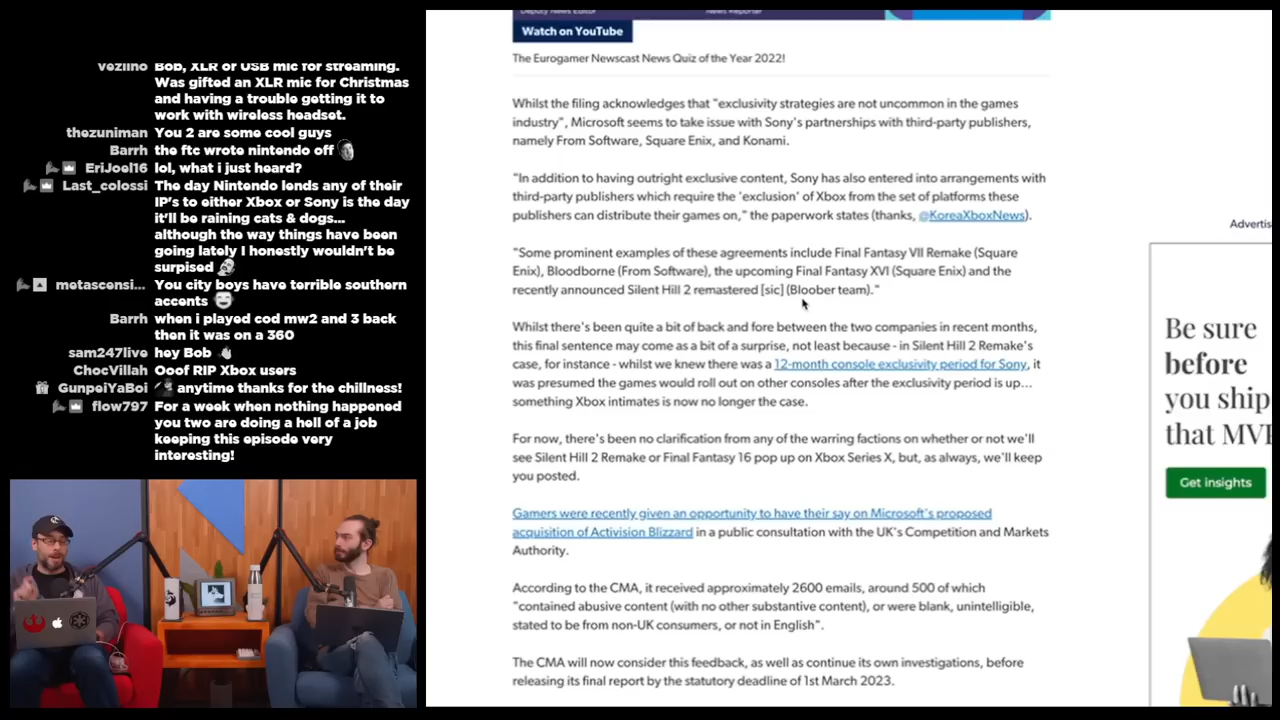 vezlino Bob, XLR or USB mic for streaming.
Was gifted an XLR mic for Christmas
and having a trouble getting it to
work with wireless headset.
thezuniman You 2 are some cool guys
Barrh the ftc wrote nintendo off
EriJoel16 lol, what i just heard?
Last_colossi The day Nintendo lends any of their
IP's to either Xbox or Sony is the day
it'll be raining cats & dogs...
although the way things have been
going lately I honestly wouldn't be
surpised
metascensi... You city boys have terrible southern
accents
Barrh when i played cod mw2 and 3 back
then it was on a 360
sam247live hey Bob
ChocVillah Ooof RIP Xbox users
GunpeiYaBoi anytime thanks for the chillness!
flow797 For a week when nothing happened
you two are doing a hell of a job
keeping this episode very
interesting!
Deputy News Editor News Reporter
Watch on YouTube
The Eurogamer Newscast News Quiz of the Year 2022!
Whilst the filing acknowledges that "exclusivity strategies are not uncommon in the games
industry", Microsoft seems to take issue with Sony's partnerships with third-party publishers,
namely From Software, Square Enix, and Konami.
"In addition to having outright exclusive content, Sony has also entered into arrangements with
third-party publishers which require the 'exclusion' of Xbox from the set of platforms these
publishers can distribute their games on," the paperwork states (thanks, @KoreaXboxNews).
"Some prominent examples of these agreements include Final Fantasy VII Remake (Square
Enix), Bloodborne (From Software), the upcoming Final Fantasy XVI (Square Enix) and the
recently announced Silent Hill 2 remastered [sic] (Bloober team)."
Whilst there's been quite a bit of back and fore between the two companies in recent months,
this final sentence may come as a bit of a surprise, not least because - in Silent Hill 2 Remake's
case, for instance - whilst we knew there was a 12-month console exclusivity period for Sony, it
was presumed the games would roll out on other consoles after the exclusivity period is up...
something Xbox intimates is now no longer the case.
For now, there's been no clarification from any of the warring factions on whether or not we'll
see Silent Hill 2 Remake or Final Fantasy 16 pop up on Xbox Series X, but, as always, we'll keep
you posted.
Gamers were recently given an opportunity to have their say on Microsoft's proposed
acquisition of Activision Blizzard in a public consultation with the UK's Competition and Markets
Authority.
According to the CMA, it received approximately 2600 emails, around 500 of which
"contained abusive content (with no other substantive content), or were blank, unintelligible,
stated to be from non-UK consumers, or not in English".
The CMA will now consider this feedback, as well as continue its own investigations, before
releasing its final report by the statutory deadline of 1st March 2023.
Advertis
Be sure
before
you ship
that MVP
Get insights